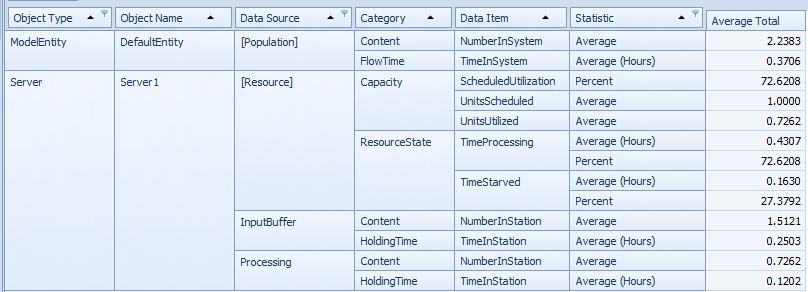 Object Type Object Name Data Source Category Data Item Statistic Average Total
ModelEntity DefaultEntity [Population] Content NumberInSystem Average 2.2383
FlowTime TimeInSystem Average (Hours) 0.3706
Server Server1 [Resource] Capacity ScheduledUtilization Percent 72.6208
UnitsScheduled Average 1.0000
UnitsUtilized Average 0.7262
ResourceState TimeProcessing Average (Hours) 0.4307
Percent 72.6208
TimeStarved Average (Hours) 0.1630
Percent 27.3792
InputBuffer Content NumberInStation Average 1.5121
HoldingTime TimeInStation Average (Hours) 0.2503
Processing Content NumberInStation Average 0.7262
HoldingTime TimeInStation Average (Hours) 0.1202